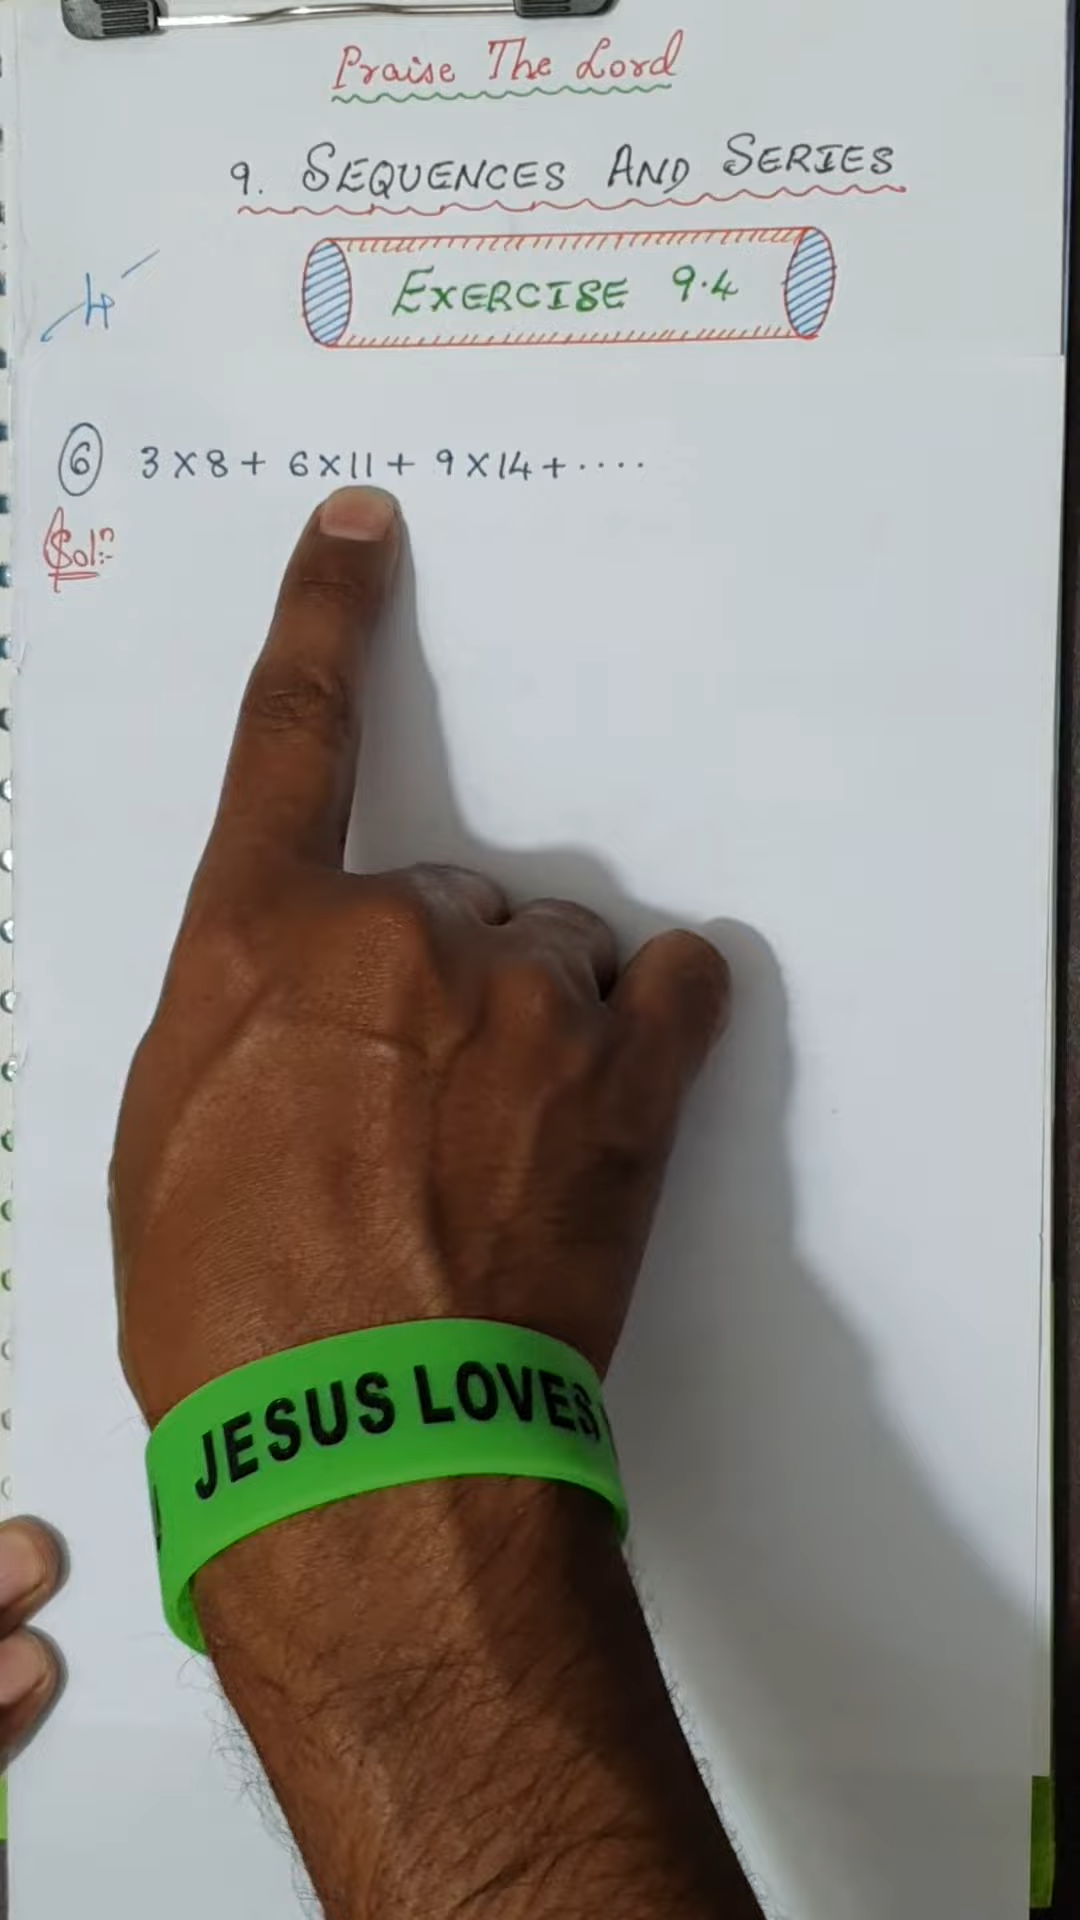 Praise The Lord
9. SEQUENCES AND SERIES
EXERCISE 9.4
6 3×8 + 6×11 + 9×14 + ....
Solⁿ:-
JESUS LOVES